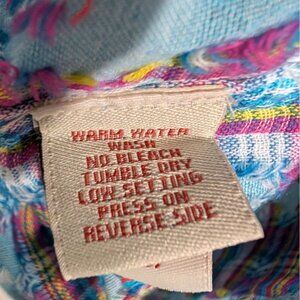 WARM WATER
WASH
NO BLEACH
TUMBLE DRY
LOW SETTING
PRESS ON
REVERSE SIDE